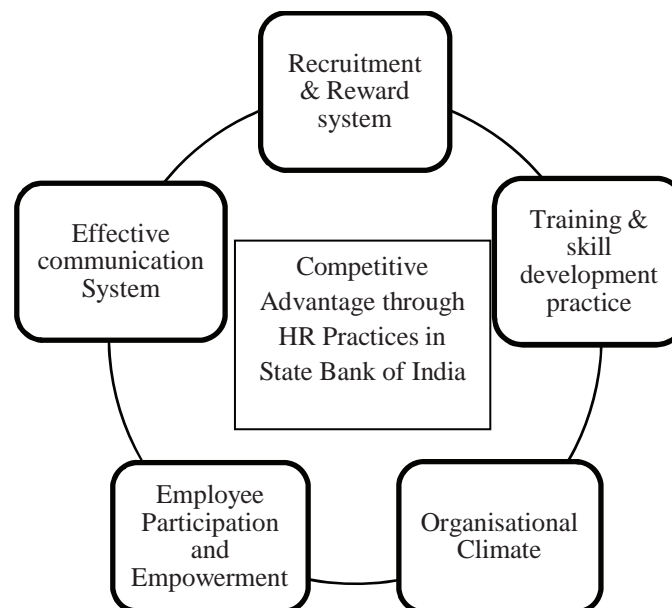 Recruitment
& Reward
system
Effective
communication
System
Training &
skill
development
practice
Competitive
Advantage through
HR Practices in
State Bank of India
Employee
Participation
and
Empowerment
Organisational
Climate